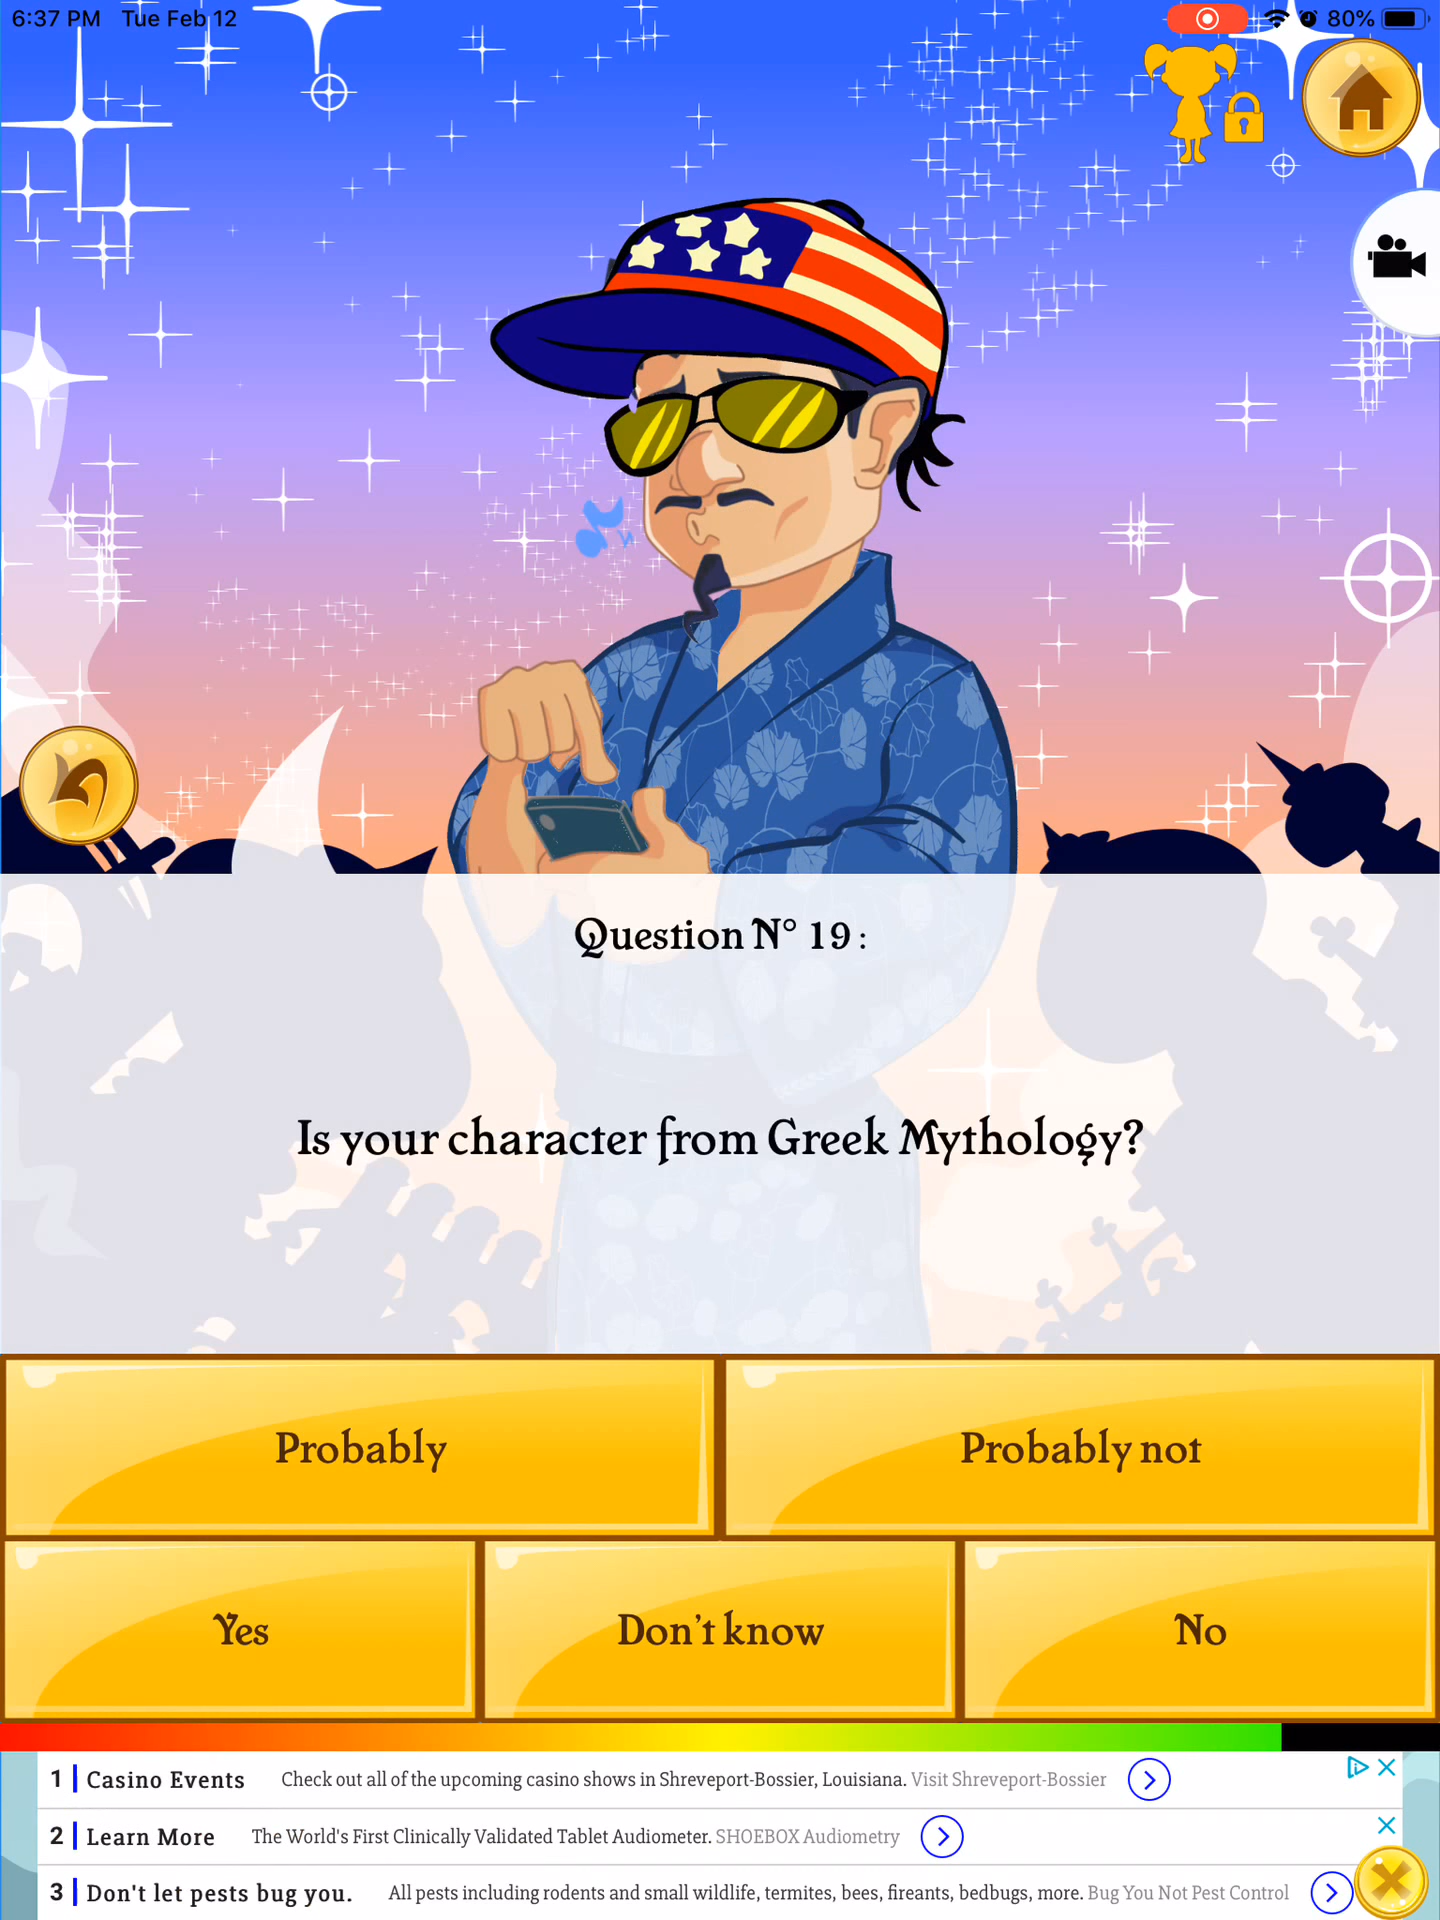 6:37 PM Tue Feb 12 80%
Question N° 19 :
Is your character from Greek Mythology?
Probably Probably not
Yes Don't know No
1 Casino Events Check out all of the upcoming casino shows in Shreveport-Bossier, Louisiana. Visit Shreveport-Bossier
2 Learn More The World's First Clinically Validated Tablet Audiometer. SHOEBOX Audiometry
3 Don't let pests bug you. All pests including rodents and small wildlife, termites, bees, fireants, bedbugs, more. Bug You Not Pest Control